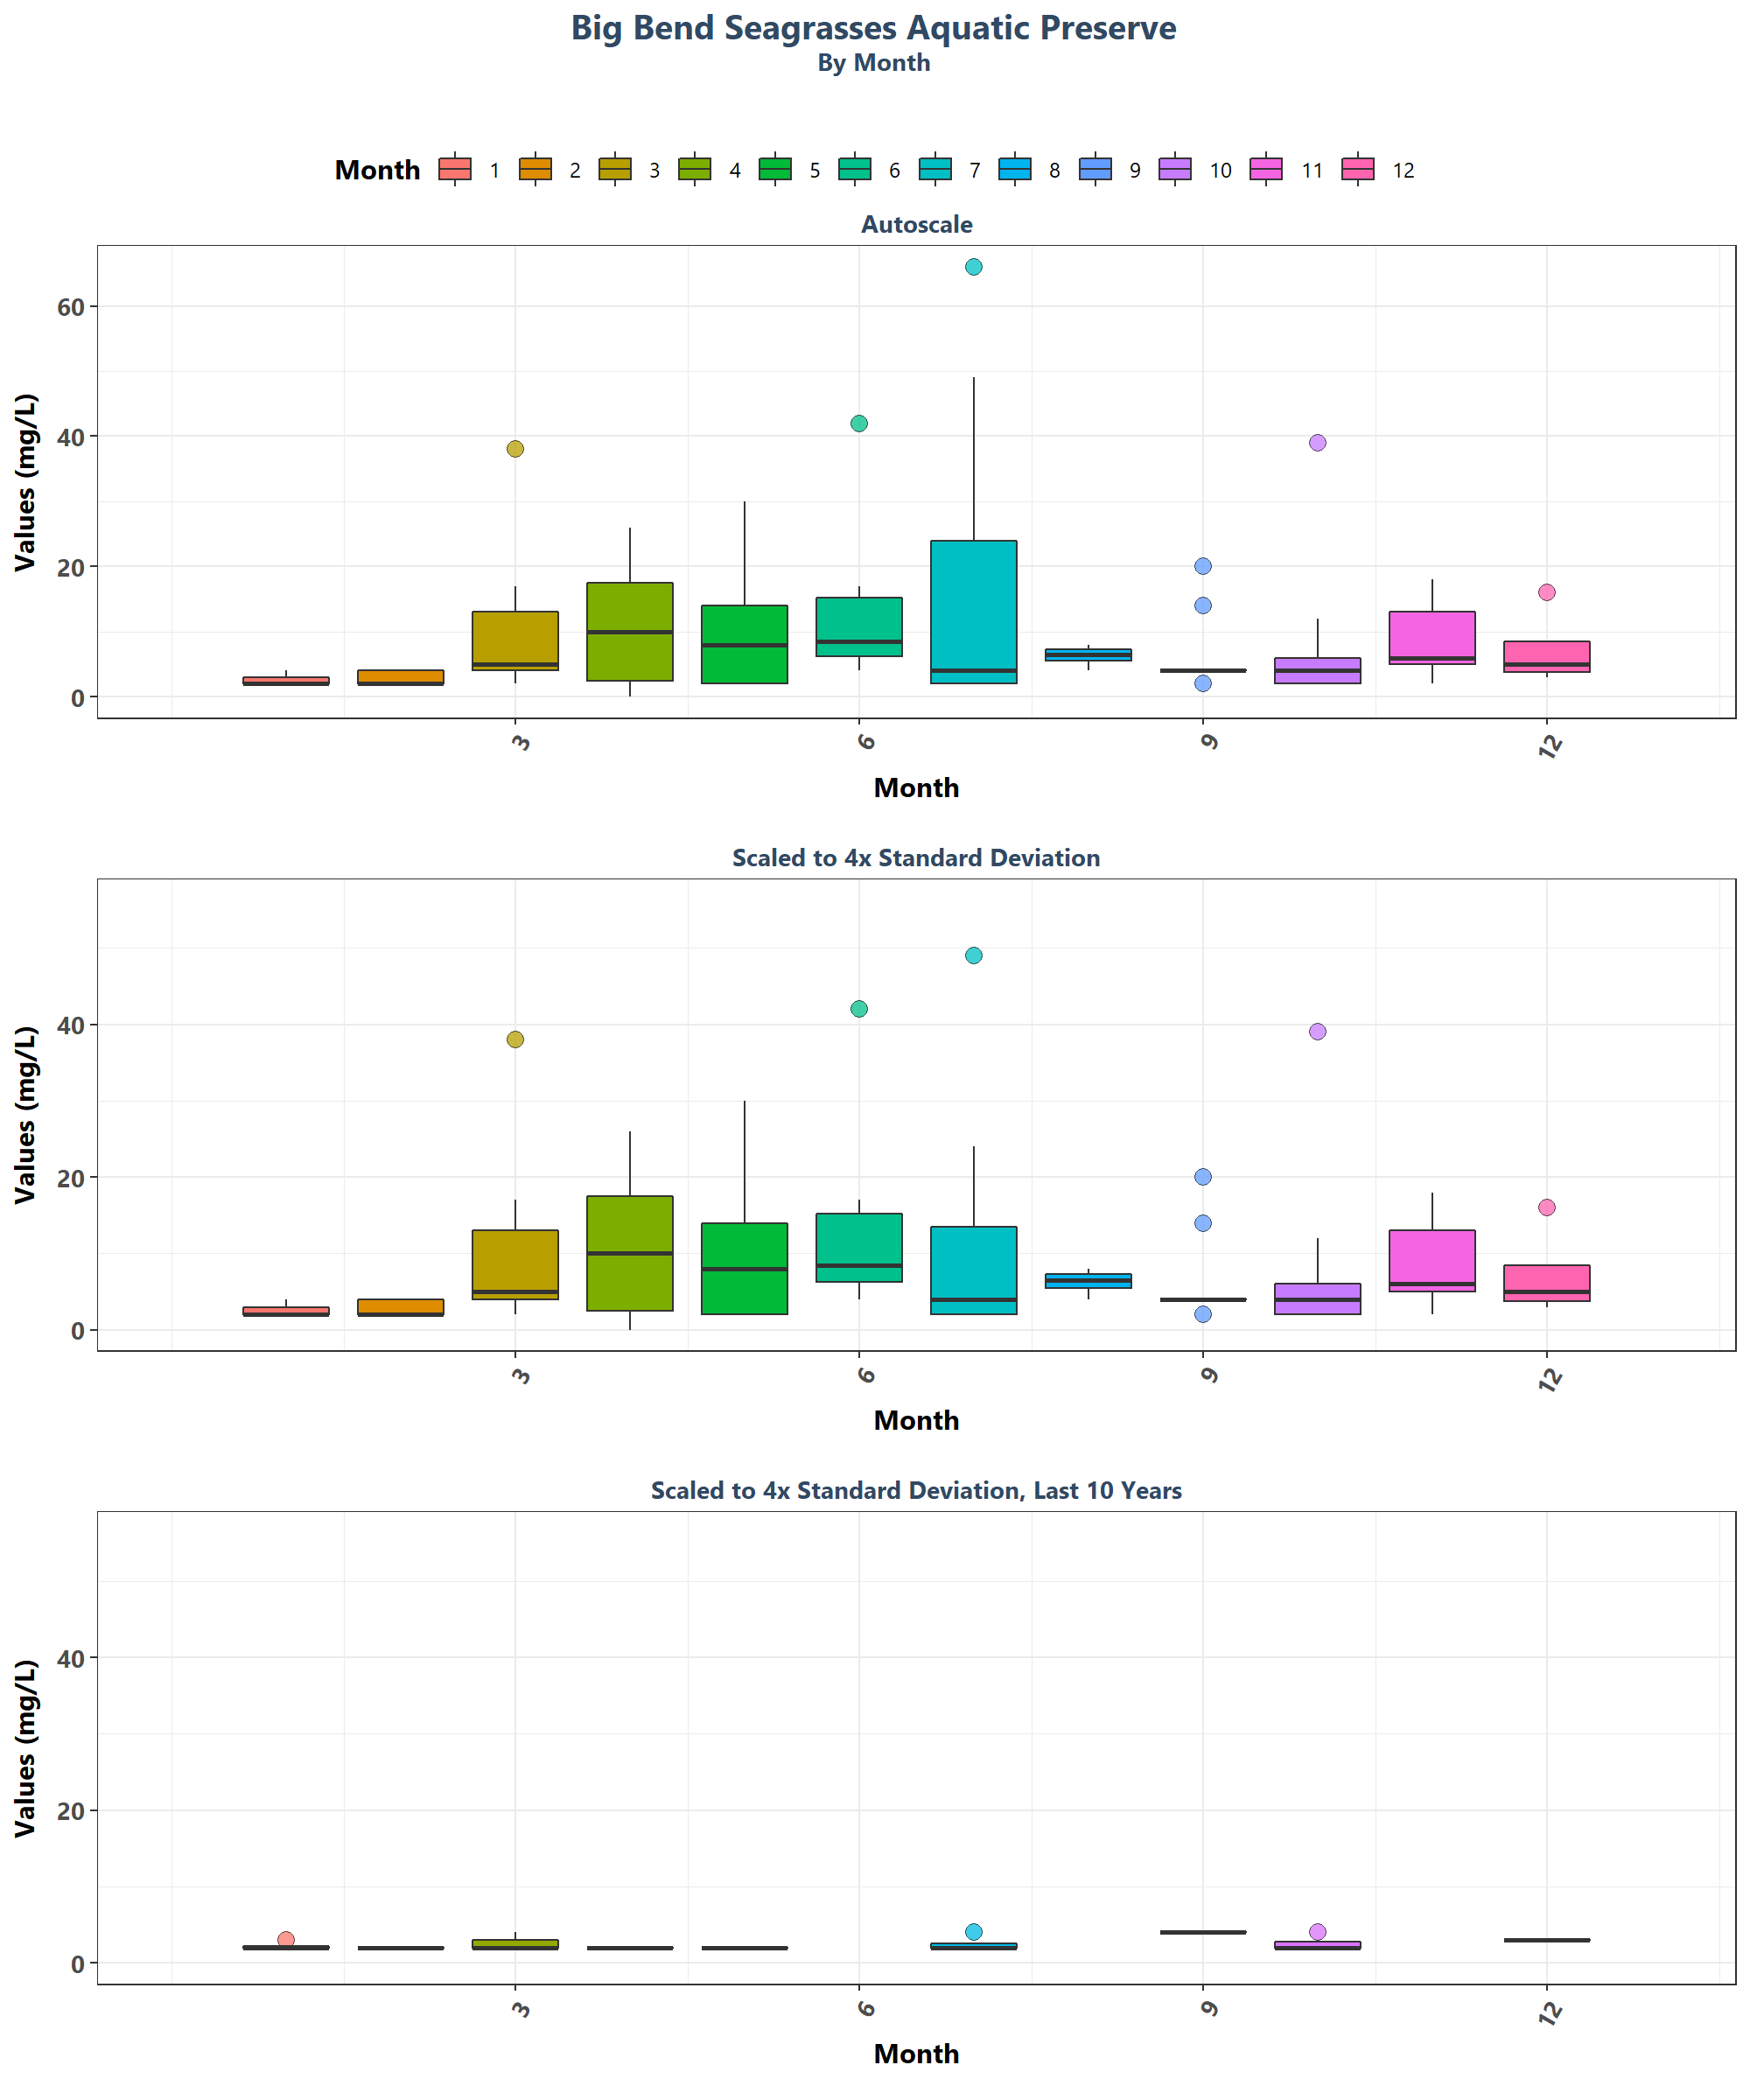 Big Bend Seagrasses Aquatic Preserve
By Month
Month 1 2 3 4 5 6 7 8 9 10 11 12
Autoscale
Values (mg/L)
60
40
20
0
3 6 9 12
Month
Scaled to 4x Standard Deviation
Values (mg/L)
40
20
0
3 6 9 12
Month
Scaled to 4x Standard Deviation, Last 10 Years
Values (mg/L)
40
20
0
3 6 9 12
Month